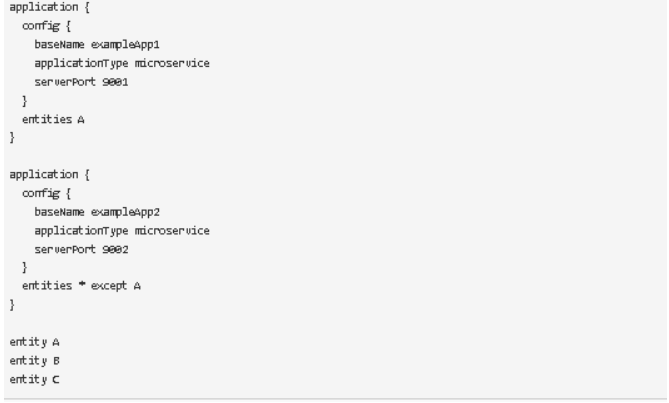 application {
config {
baseName exampleApp1
applicationType microservice
serverPort 9001
}
entities A
}
application {
config {
baseName exampleApp2
applicationType microservice
serverPort 9002
}
entities * except A
}
entity A
entity B
entity C